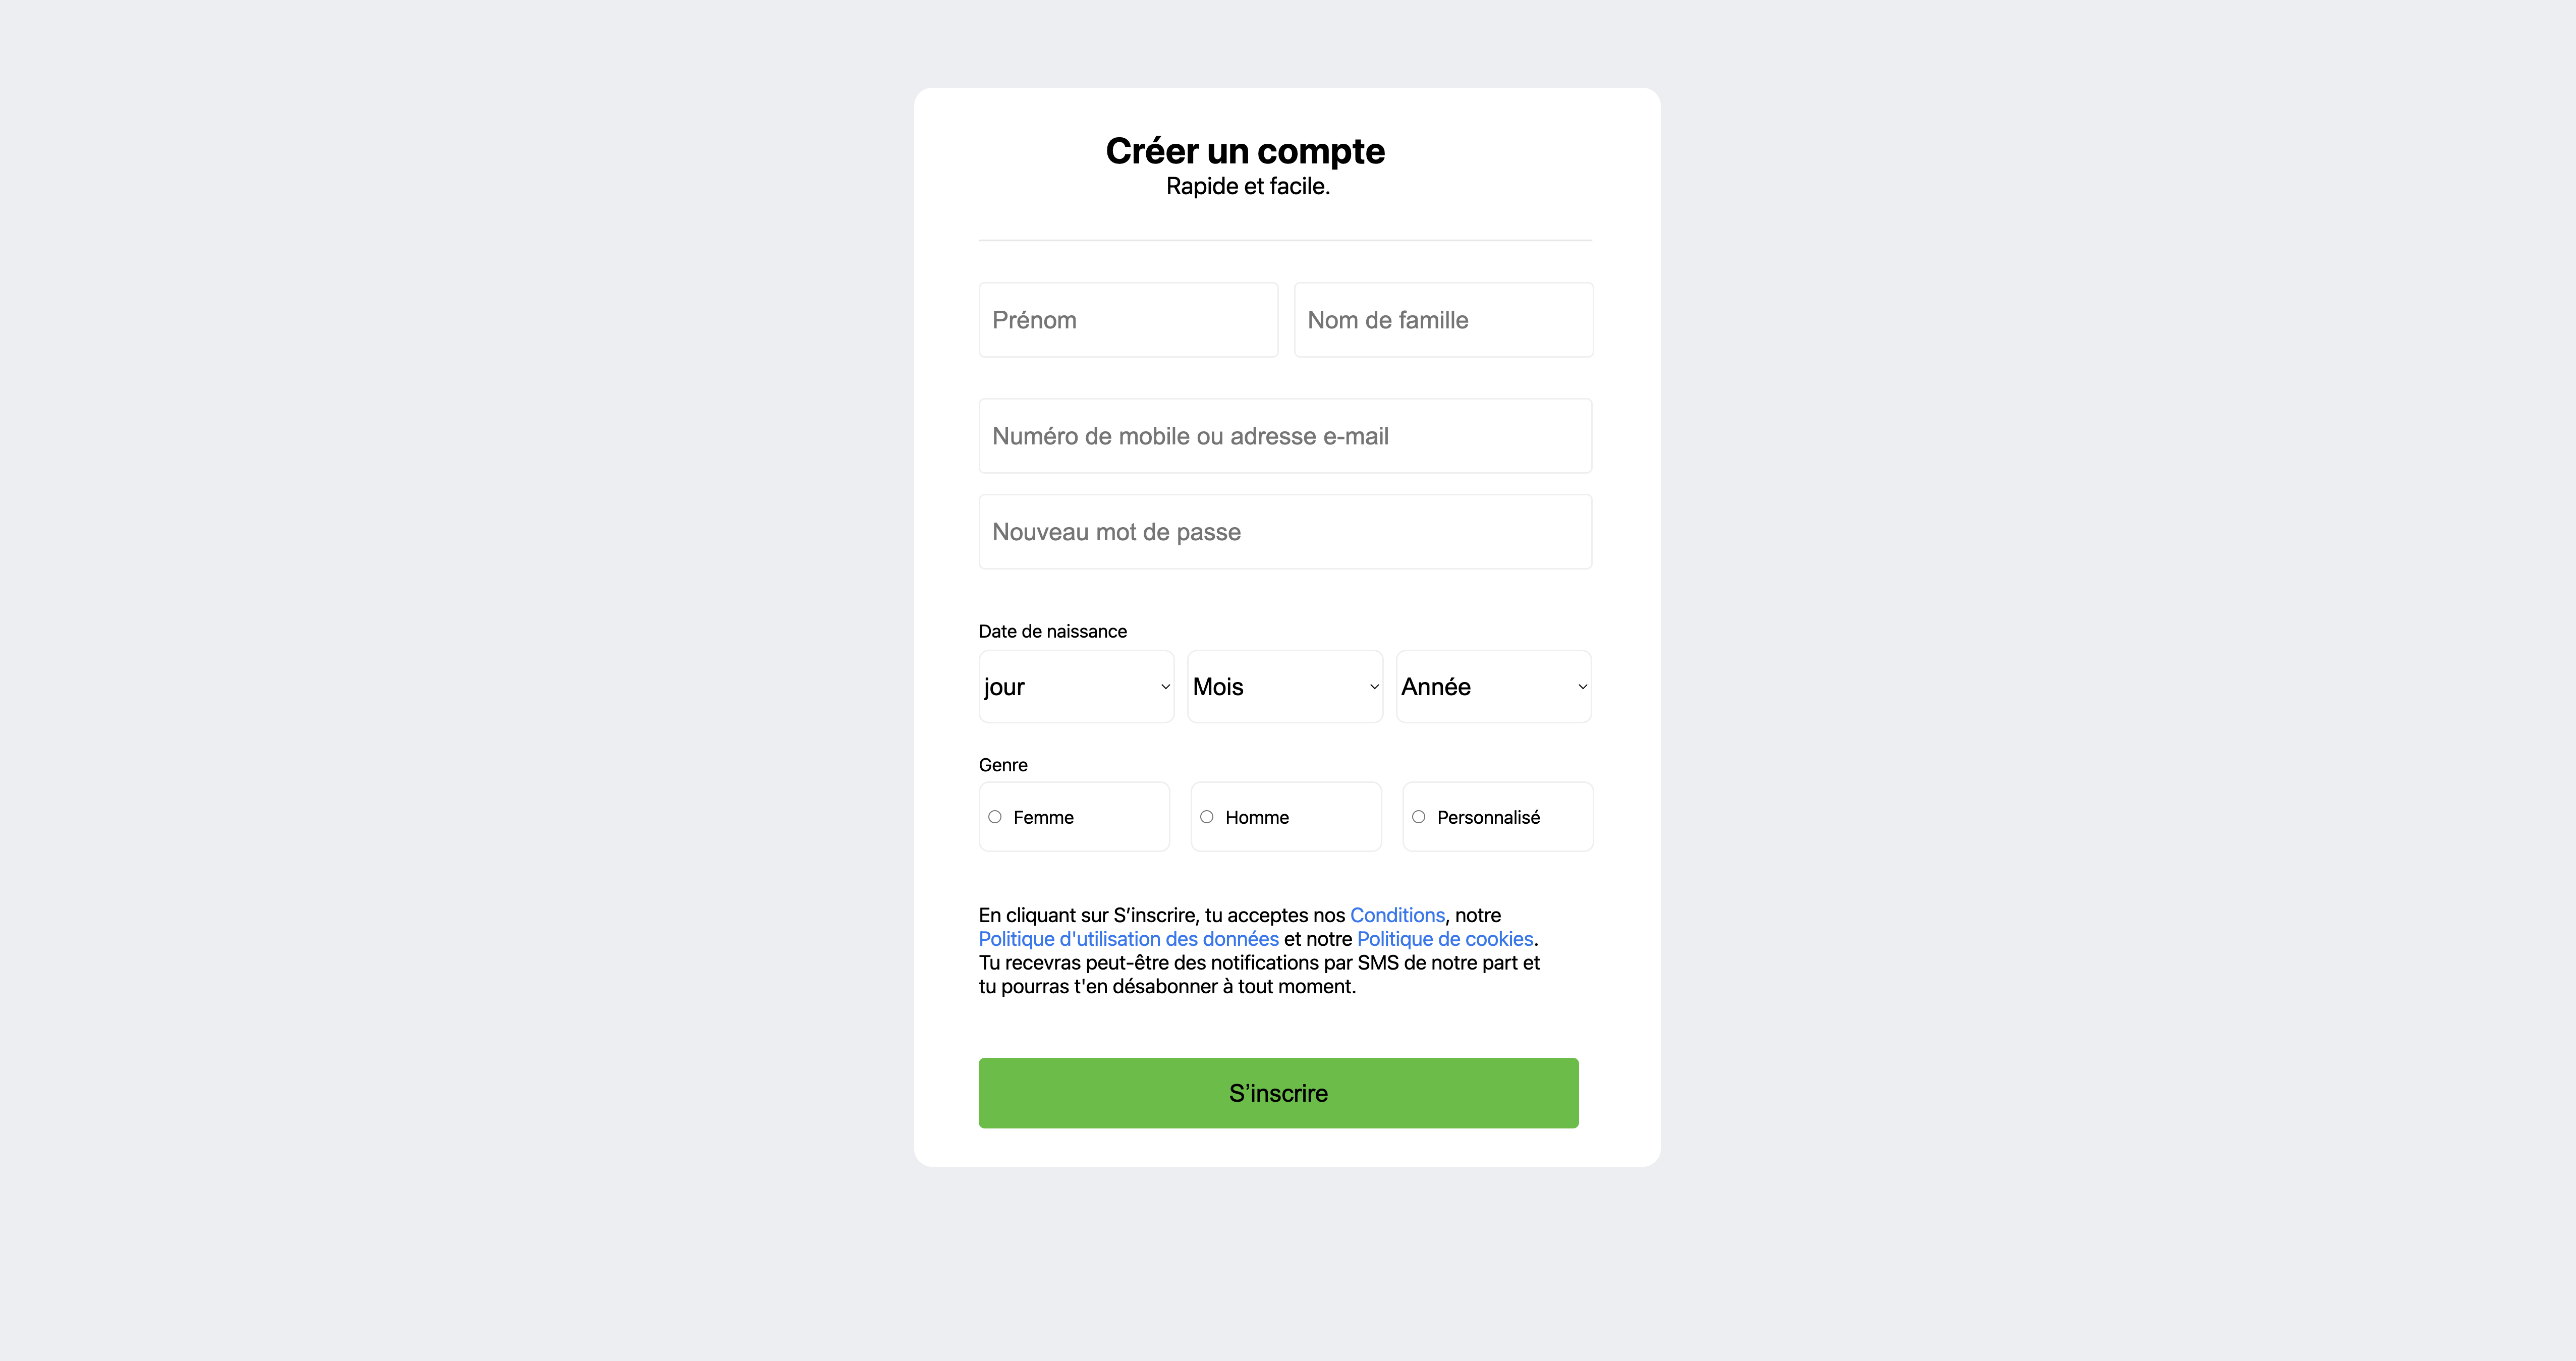 Créer un compte
Rapide et facile.
Prénom
Nom de famille
Numéro de mobile ou adresse e-mail
Nouveau mot de passe
Date de naissance
jour
Mois
Année
Genre
Femme
Homme
Personnalisé
En cliquant sur S’inscrire, tu acceptes nos Conditions, notre
Politique d'utilisation des données et notre Politique de cookies.
Tu recevras peut-être des notifications par SMS de notre part et
tu pourras t'en désabonner à tout moment.
S’inscrire